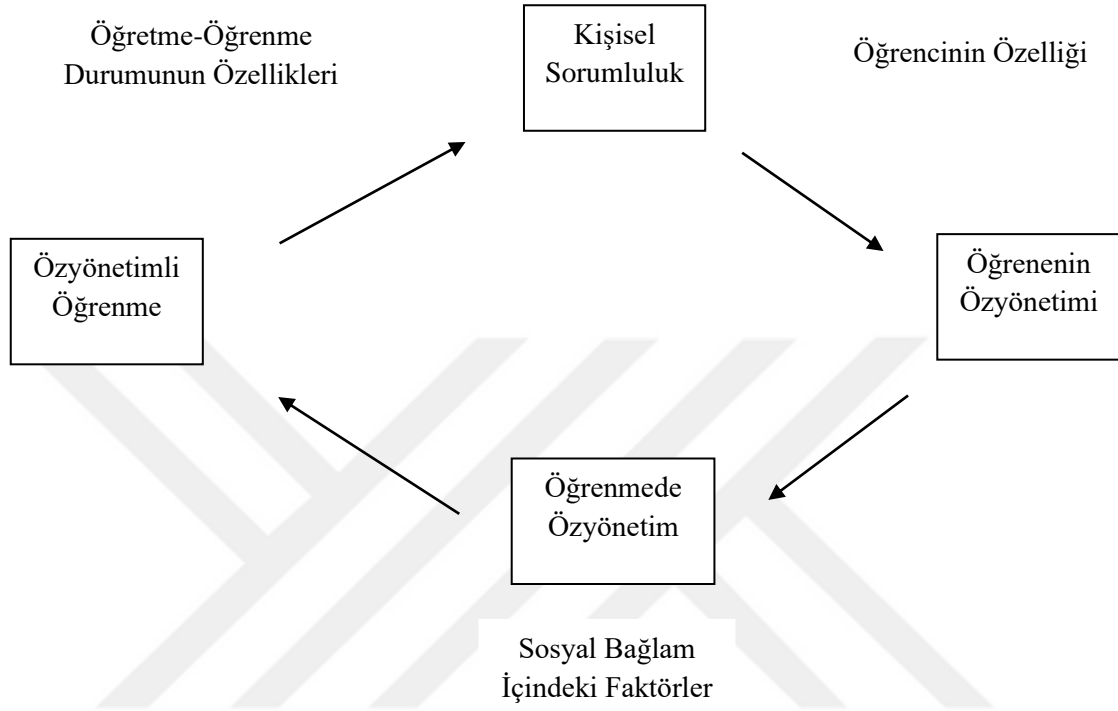 Öğretme-Öğrenme
Durumunun Özellikleri
Kişisel
Sorumluluk
Öğrencinin Özelliği
Özyönetimli
Öğrenme
Öğrenenin
Özyönetimi
Öğrenmede
Özyönetim
Sosyal Bağlam
İçindeki Faktörler